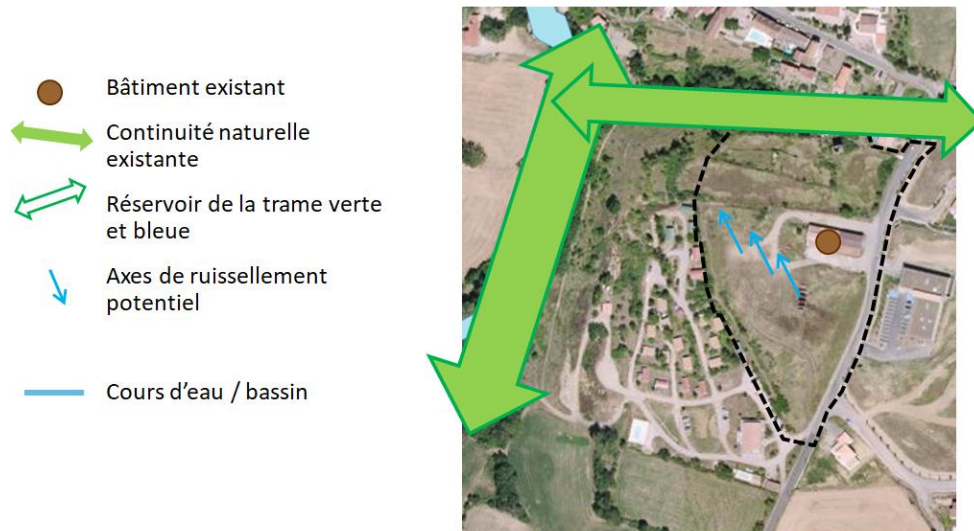 Bâtiment existant
Continuité naturelle
existante
Réservoir de la trame verte
et bleue
Axes de ruissellement
potentiel
Cours d'eau / bassin